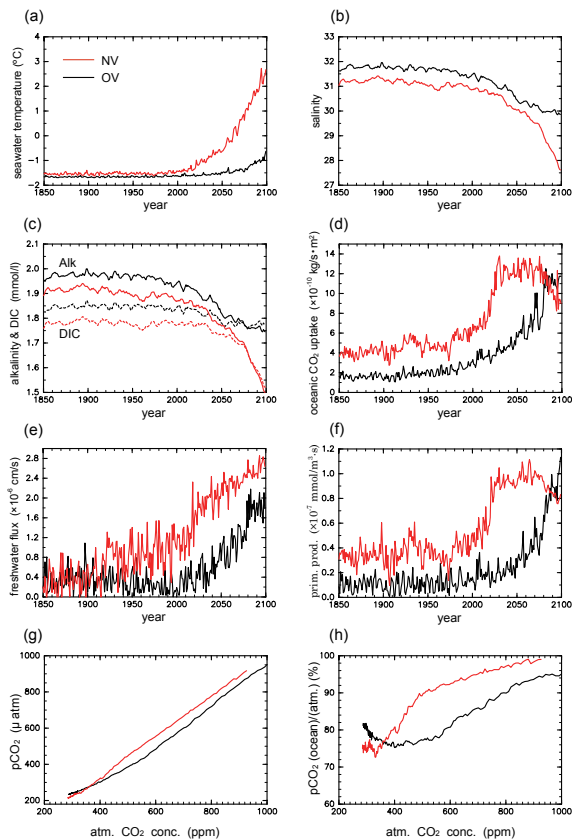 (a)
seawater temperature (°C)
4
3
2
1
0
−1
−2
NV
OV
1850 1900 1950 2000 2050 2100
year
(b)
salinity
33
32
31
30
29
28
27
1850 1900 1950 2000 2050 2100
year
(c)
alkalinity & DIC (mmol/l)
2.1
2.0
1.9
1.8
1.7
1.6
1.5
Alk
DIC
1850 1900 1950 2000 2050 2100
year
(d)
oceanic CO2 uptake (×10−10 kg/s・m2)
16
14
12
10
8
6
4
2
0
1850 1900 1950 2000 2050 2100
year
(e)
freshwater flux (×10-6 cm/s)
2.8
2.4
2.0
1.6
1.2
0.8
0.4
0.0
1850 1900 1950 2000 2050 2100
year
(f)
prim. prod. (×10−7 mmol/m3·s)
1.2
1.0
0.8
0.6
0.4
0.2
0.0
1850 1900 1950 2000 2050 2100
year
(g)
pCO2 (μ atm)
1000
800
600
400
200
200 400 600 800 1000
atm. CO2 conc. (ppm)
(h)
pCO2 (ocean)/(atm.) (%)
100
90
80
70
60
200 400 600 800 1000
atm. CO2 conc. (ppm)